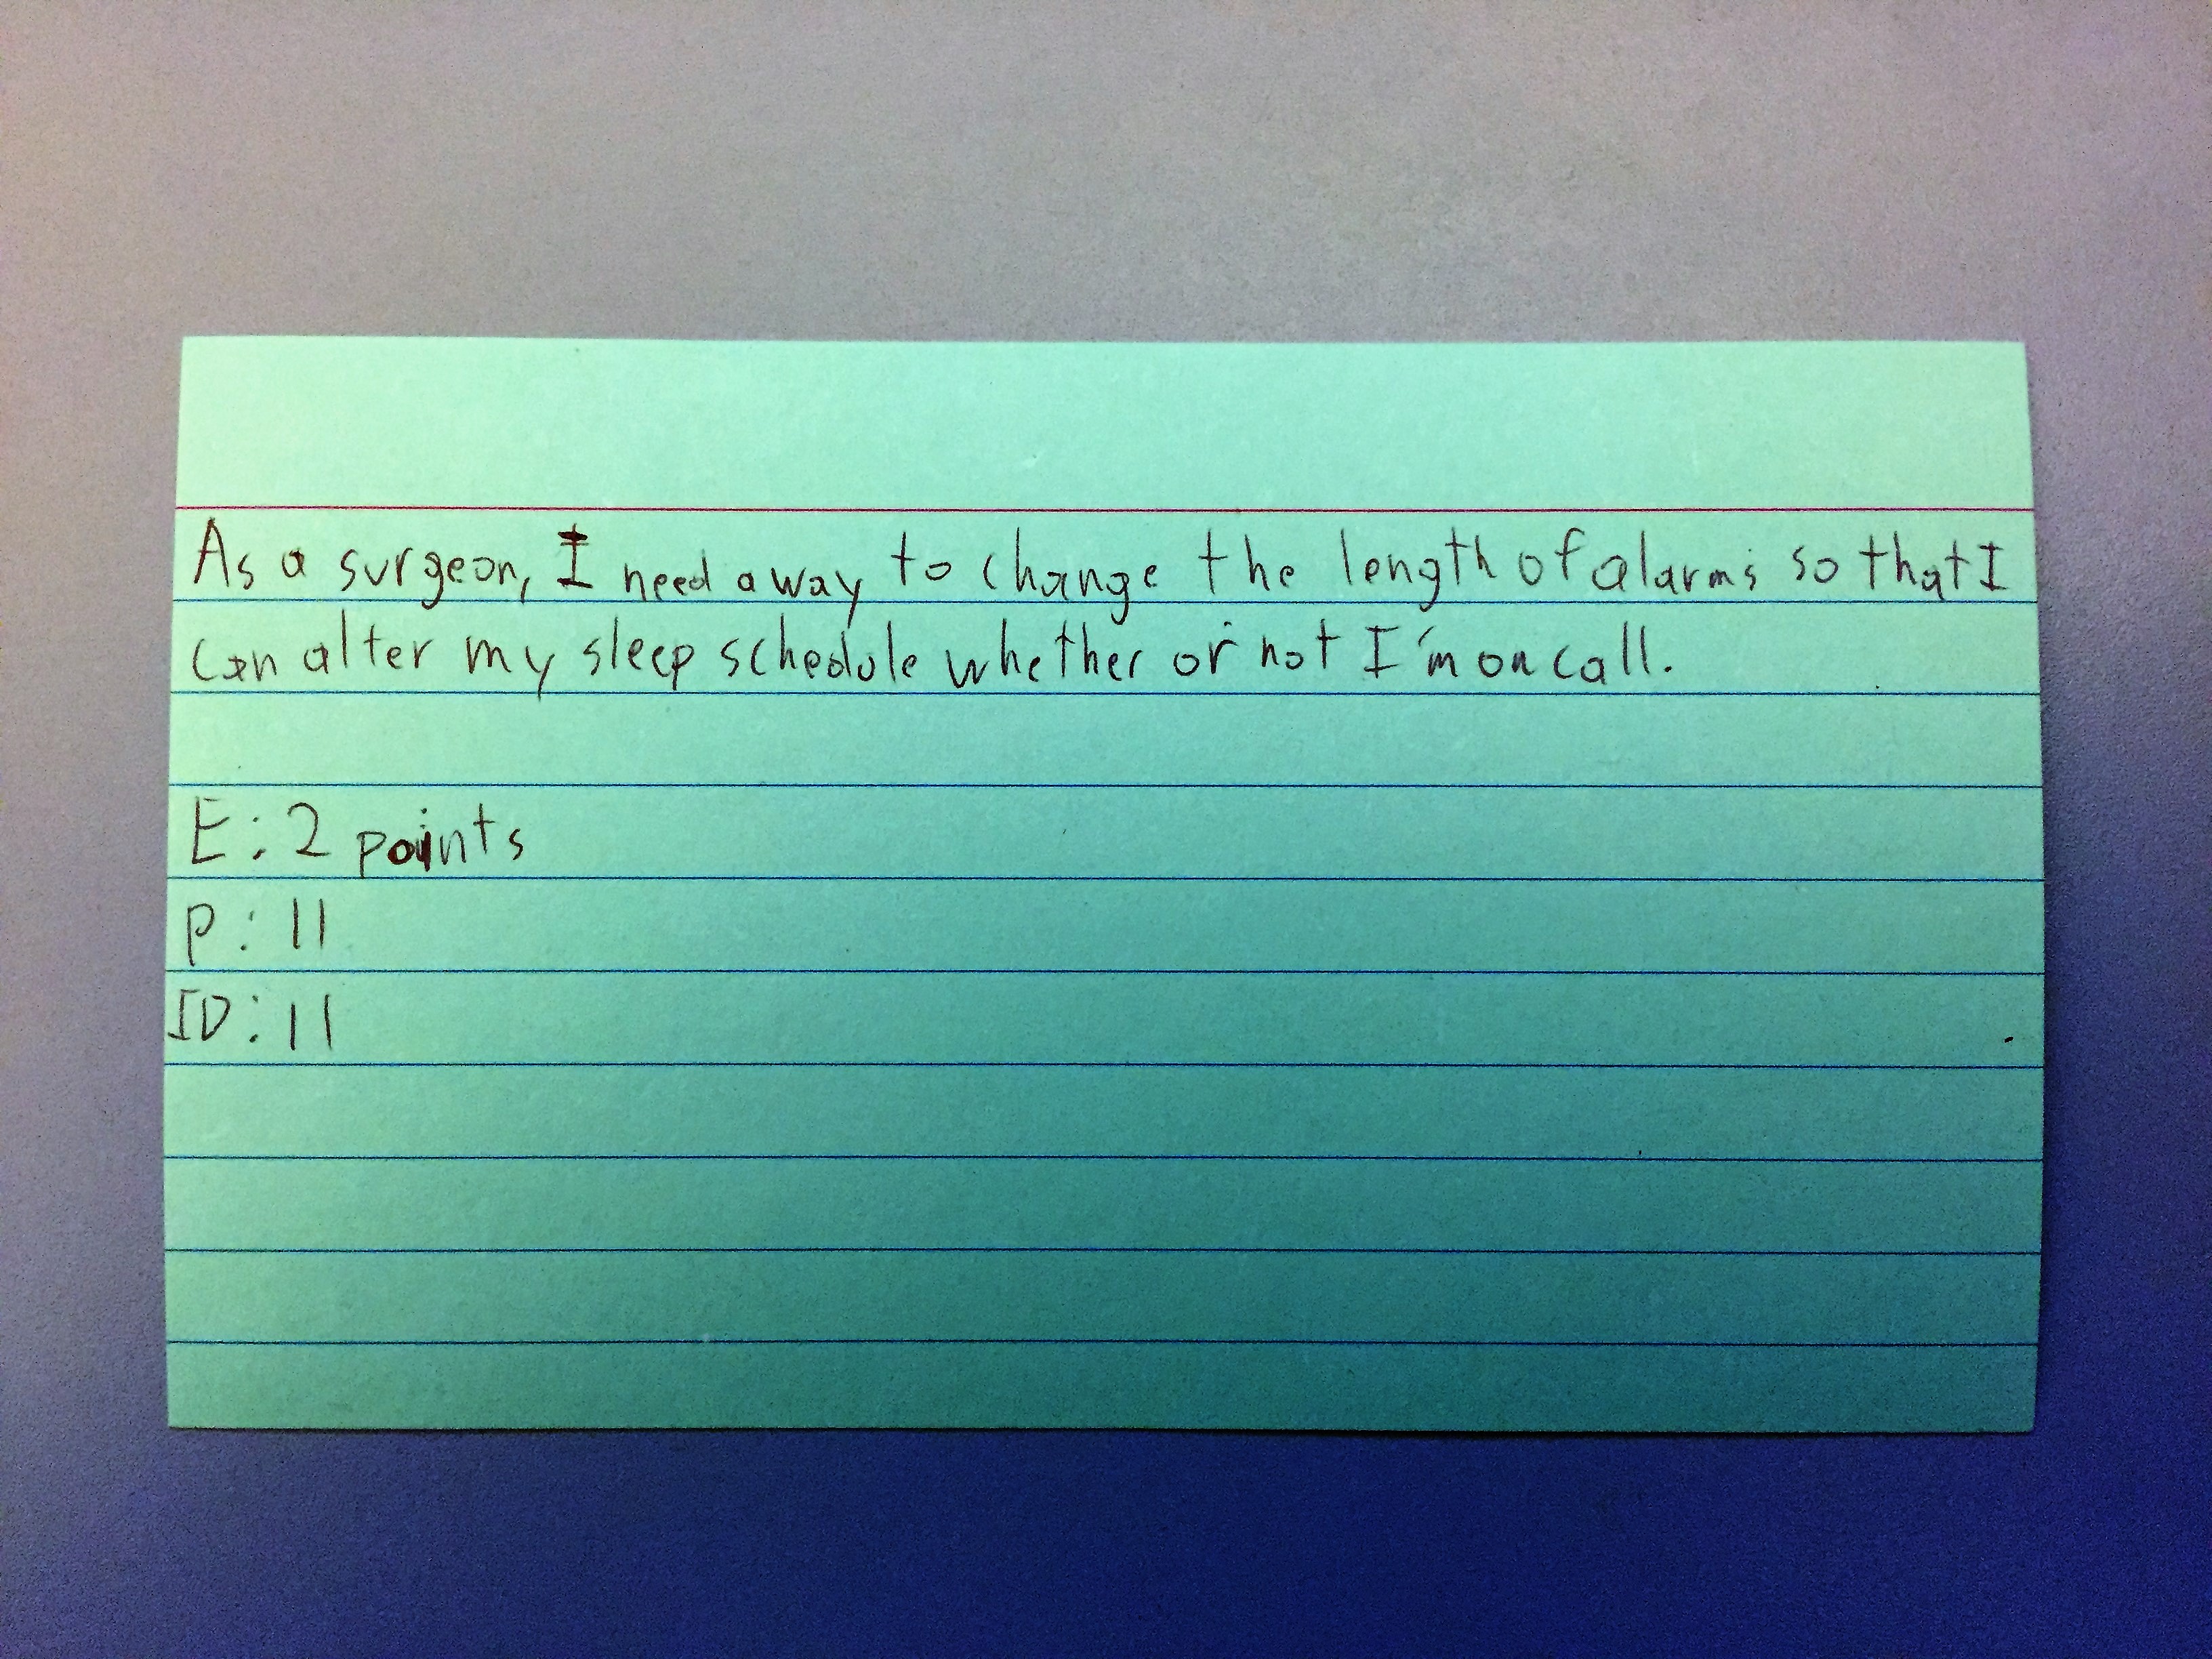 As a surgeon, I need a way to change the length of alarms so that I
can alter my sleep schedule whether or not I'm on call.
E: 2 points
P: 11
ID: 11